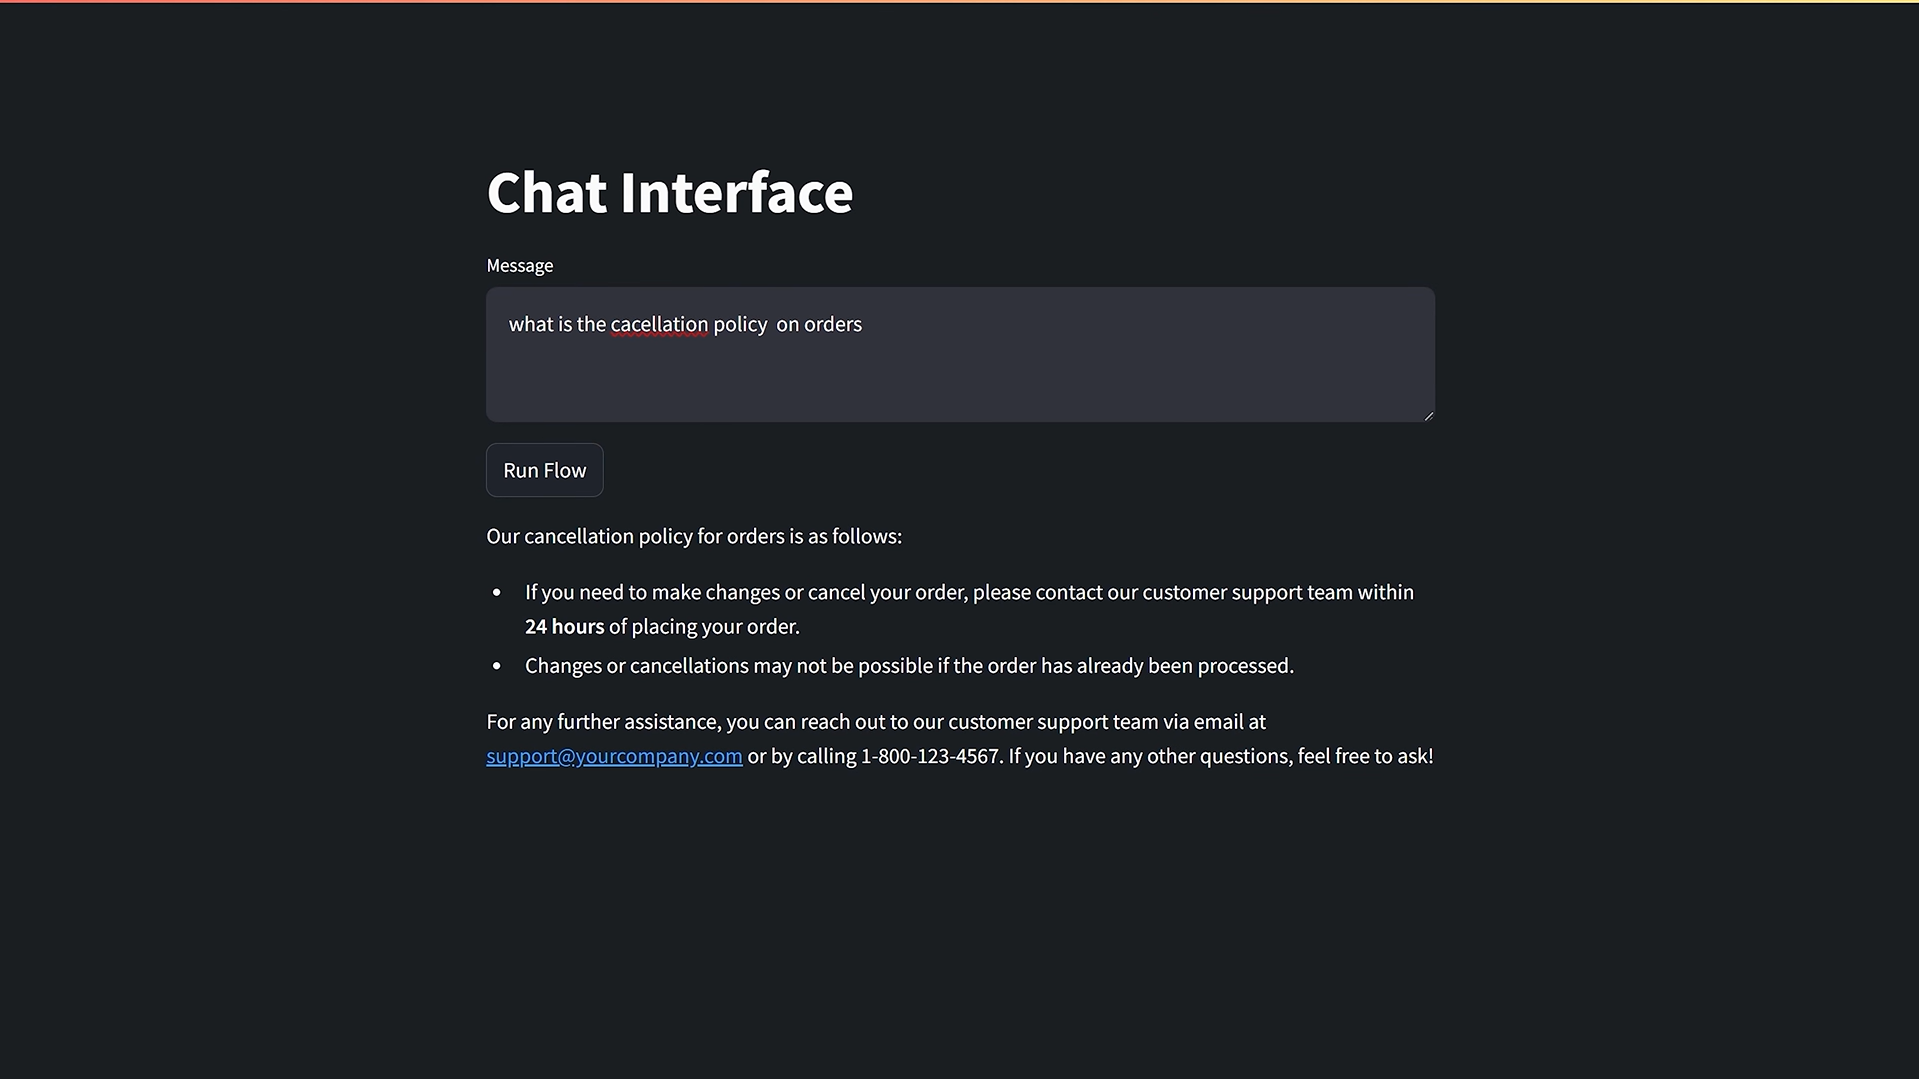 Chat Interface
Message
what is the cacellation policy  on orders
Run Flow
Our cancellation policy for orders is as follows:
• If you need to make changes or cancel your order, please contact our customer support team within
24 hours of placing your order.
• Changes or cancellations may not be possible if the order has already been processed.
For any further assistance, you can reach out to our customer support team via email at
support@yourcompany.com or by calling 1-800-123-4567. If you have any other questions, feel free to ask!